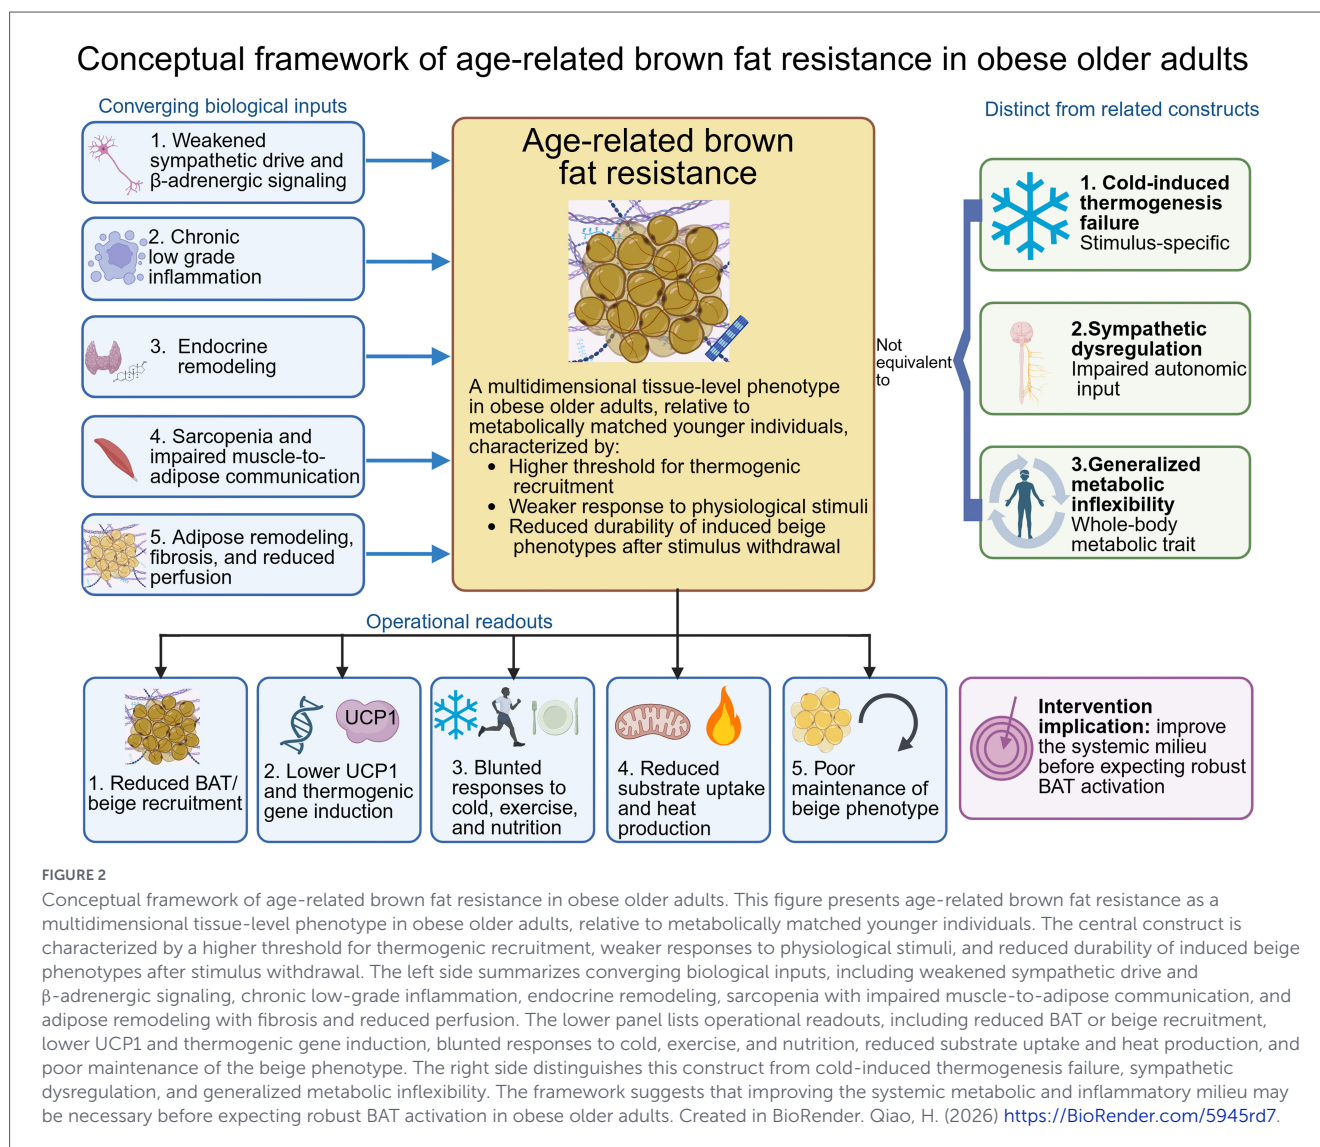 Conceptual framework of age-related brown fat resistance in obese older adults
Converging biological inputs
1. Weakened
sympathetic drive and
β-adrenergic signaling
2. Chronic
low grade
inflammation
3. Endocrine
remodeling
4. Sarcopenia and
impaired muscle-to-
adipose communication
5. Adipose remodeling,
fibrosis, and reduced
perfusion
Age-related brown
fat resistance
A multidimensional tissue-level phenotype
in obese older adults, relative to
metabolically matched younger individuals,
characterized by:
• Higher threshold for thermogenic
recruitment
• Weaker response to physiological stimuli
• Reduced durability of induced beige
phenotypes after stimulus withdrawal
Not
equivalent
to
Distinct from related constructs
1. Cold-induced
thermogenesis
failure
Stimulus-specific
2.Sympathetic
dysregulation
Impaired autonomic
input
3.Generalized
metabolic
inflexibility
Whole-body
metabolic trait
Operational readouts
1. Reduced BAT/
beige recruitment
UCP1
2. Lower UCP1
and thermogenic
gene induction
3. Blunted
responses to
cold, exercise,
and nutrition
4. Reduced
substrate uptake
and heat
production
5. Poor
maintenance of
beige phenotype
Intervention
implication: improve
the systemic milieu
before expecting robust
BAT activation
FIGURE 2
Conceptual framework of age-related brown fat resistance in obese older adults. This figure presents age-related brown fat resistance as a
multidimensional tissue-level phenotype in obese older adults, relative to metabolically matched younger individuals. The central construct is
characterized by a higher threshold for thermogenic recruitment, weaker responses to physiological stimuli, and reduced durability of induced beige
phenotypes after stimulus withdrawal. The left side summarizes converging biological inputs, including weakened sympathetic drive and
β-adrenergic signaling, chronic low-grade inflammation, endocrine remodeling, sarcopenia with impaired muscle-to-adipose communication, and
adipose remodeling with fibrosis and reduced perfusion. The lower panel lists operational readouts, including reduced BAT or beige recruitment,
lower UCP1 and thermogenic gene induction, blunted responses to cold, exercise, and nutrition, reduced substrate uptake and heat production, and
poor maintenance of the beige phenotype. The right side distinguishes this construct from cold-induced thermogenesis failure, sympathetic
dysregulation, and generalized metabolic inflexibility. The framework suggests that improving the systemic metabolic and inflammatory milieu may
be necessary before expecting robust BAT activation in obese older adults. Created in BioRender. Qiao, H. (2026) https://BioRender.com/5945rd7.